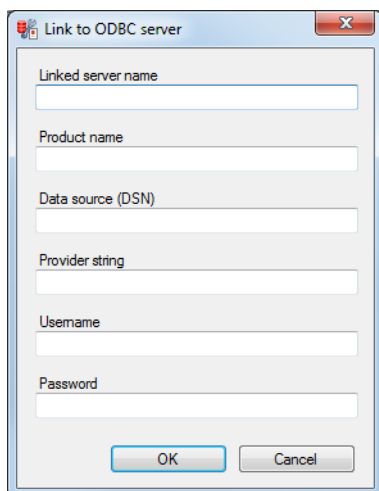 Link to ODBC server
Linked server name
Product name
Data source (DSN)
Provider string
Username
Password
OK Cancel